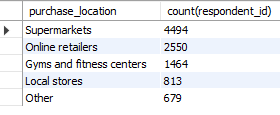 purchase_location count(respondent_id)
Supermarkets 4494
Online retailers 2550
Gyms and fitness centers 1464
Local stores 813
Other 679